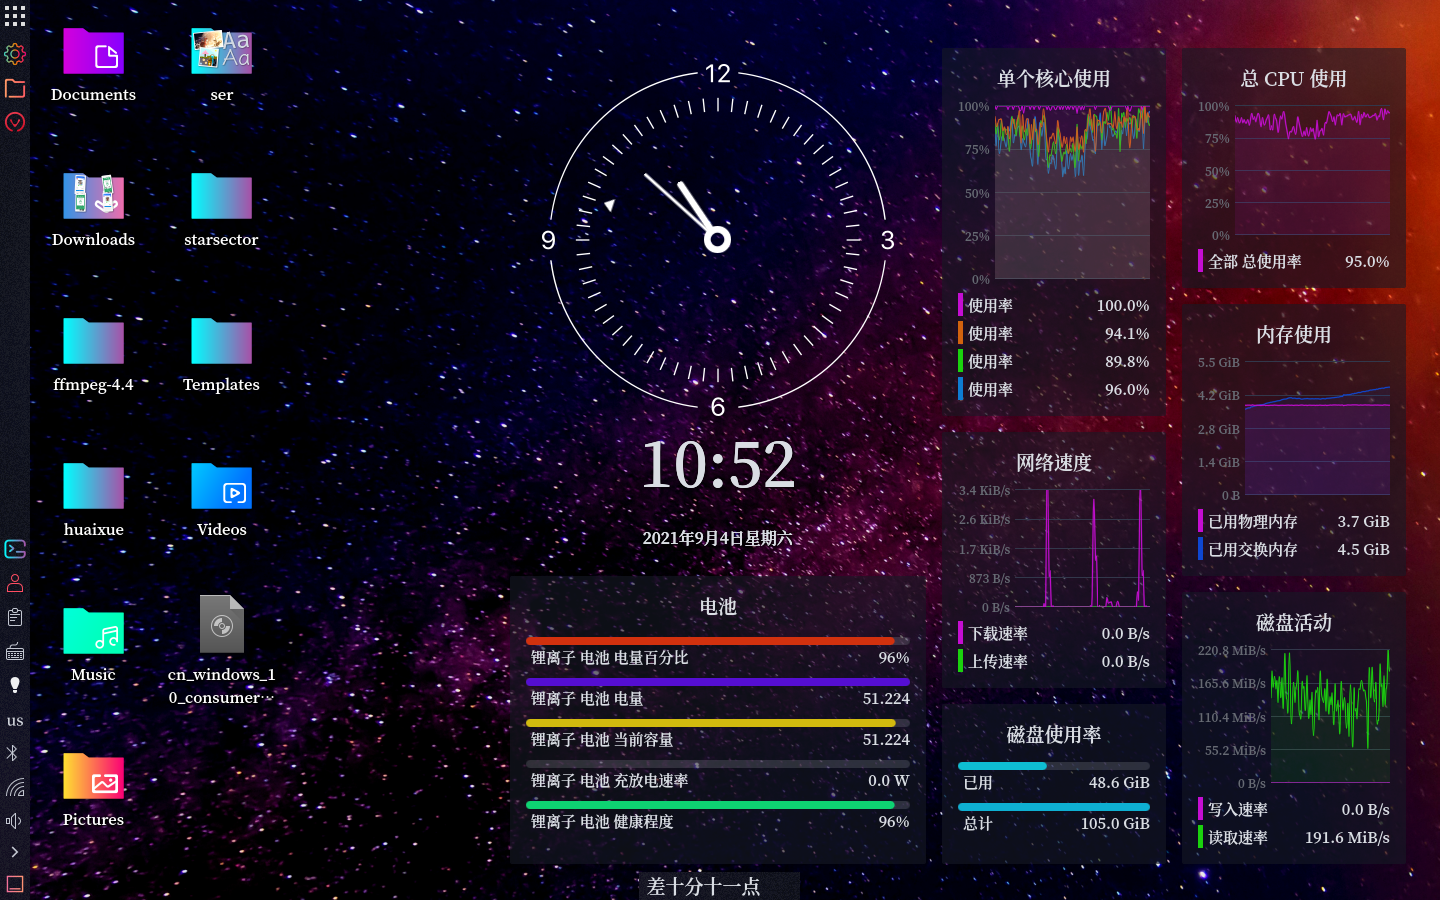 Documents
ser
Downloads
starsector
ffmpeg-4.4
Templates
huaixue
Videos
Music
cn_windows_1
0_consumer…
Pictures
us
12
3
6
9
10:52
2021年9月4日星期六
电池
锂离子 电池 电量百分比 96%
锂离子 电池 电量 51.224
锂离子 电池 当前容量 51.224
锂离子 电池 充放电速率 0.0 W
锂离子 电池 健康程度 96%
差十分十一点
单个核心使用
100%
75%
50%
25%
0%
使用率 100.0%
使用率 94.1%
使用率 89.8%
使用率 96.0%
网络速度
3.4 KiB/s
2.6 KiB/s
1.7 KiB/s
873 B/s
0 B/s
下载速率 0.0 B/s
上传速率 0.0 B/s
磁盘使用率
已用 48.6 GiB
总计 105.0 GiB
总 CPU 使用
100%
75%
50%
25%
0%
全部 总使用率 95.0%
内存使用
5.5 GiB
4.2 GiB
2.8 GiB
1.4 GiB
0 B
已用物理内存 3.7 GiB
已用交换内存 4.5 GiB
磁盘活动
220.8 MiB/s
165.6 MiB/s
110.4 MiB/s
55.2 MiB/s
0 B/s
写入速率 0.0 B/s
读取速率 191.6 MiB/s